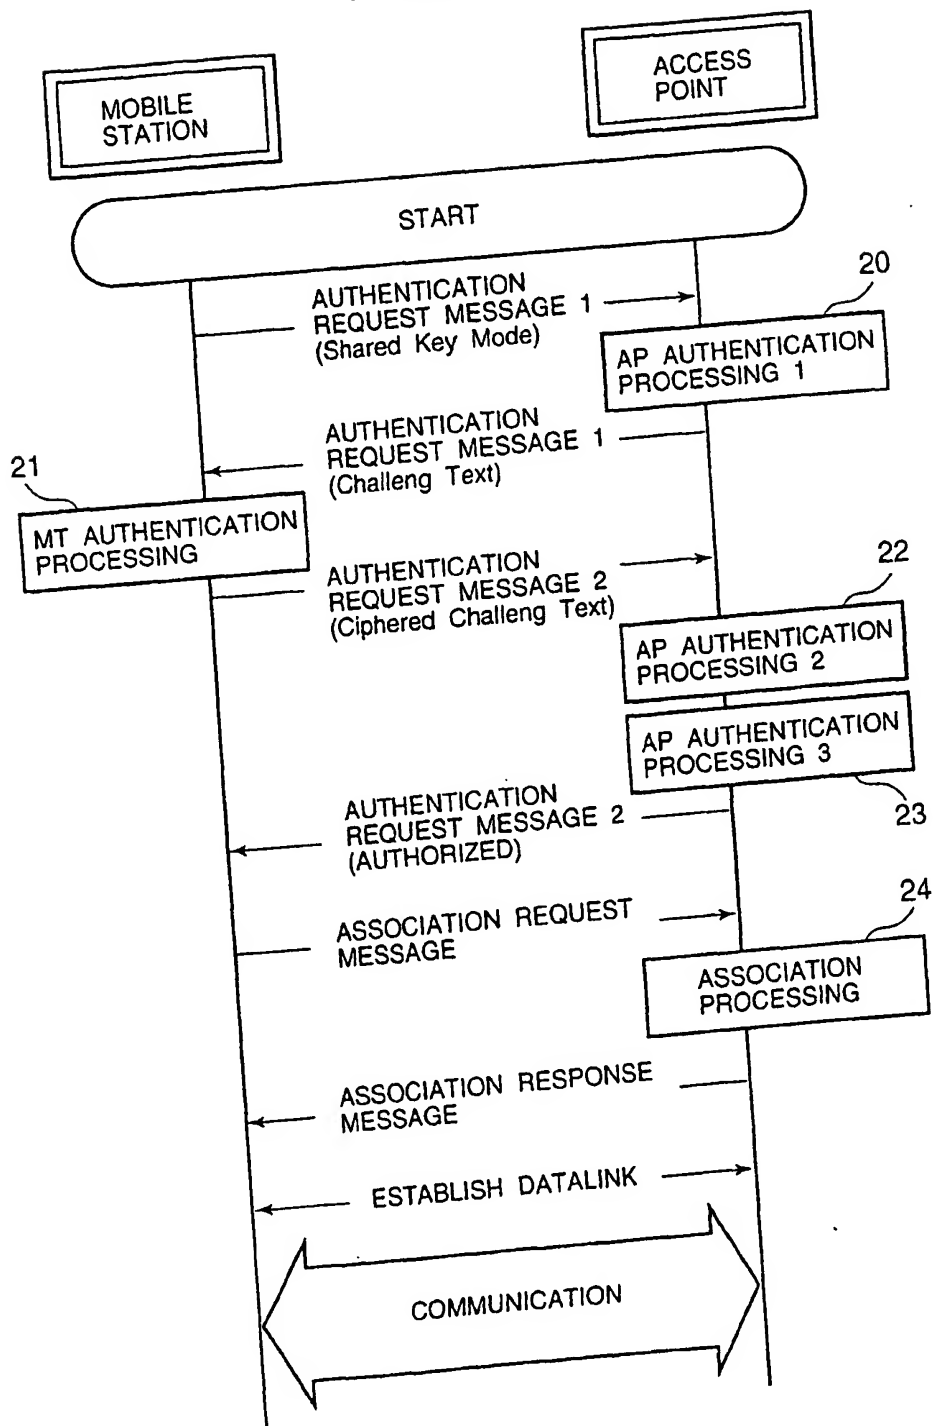 MOBILE
STATION
ACCESS
POINT
START
AUTHENTICATION
REQUEST MESSAGE 1
(Shared Key Mode)
20
AP AUTHENTICATION
PROCESSING 1
AUTHENTICATION
REQUEST MESSAGE 1
(Challeng Text)
21
MT AUTHENTICATION
PROCESSING
AUTHENTICATION
REQUEST MESSAGE 2
(Ciphered Challeng Text)
22
AP AUTHENTICATION
PROCESSING 2
AP AUTHENTICATION
PROCESSING 3
23
AUTHENTICATION
REQUEST MESSAGE 2
(AUTHORIZED)
ASSOCIATION REQUEST
MESSAGE
24
ASSOCIATION
PROCESSING
ASSOCIATION RESPONSE
MESSAGE
ESTABLISH DATALINK
COMMUNICATION